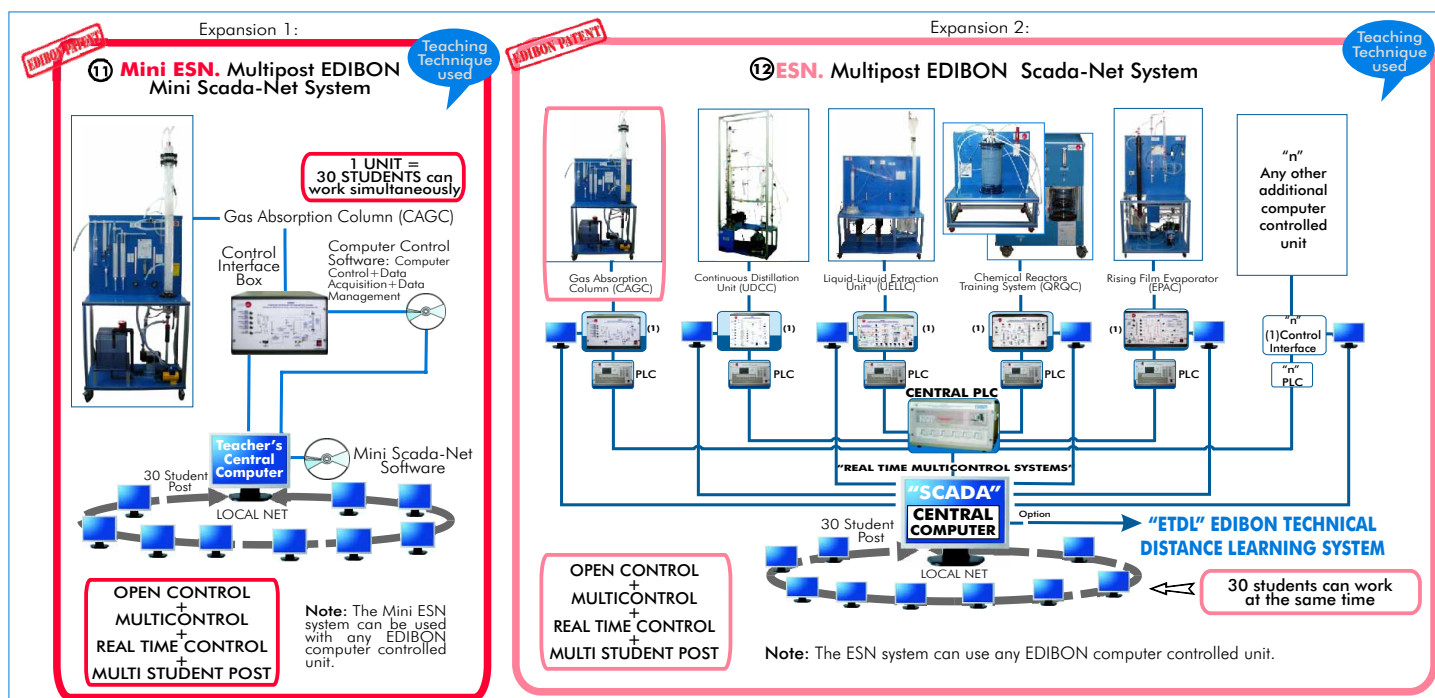 Expansion 1:
EDIBON PATENT
Teaching
Technique
used
11 Mini ESN. Multipost EDIBON
Mini Scada-Net System
1 UNIT =
30 STUDENTS can
work simultaneously
Gas Absorption Column (CAGC)
Control
Interface
Box
Computer Control
Software: Computer
Control+Data
Acquisition+Data
Management
Teacher's
Central
Computer
Mini Scada-Net
Software
30 Student
Post
LOCAL NET
OPEN CONTROL
+
MULTICONTROL
+
REAL TIME CONTROL
+
MULTI STUDENT POST
Note: The Mini ESN
system can be used
with any EDIBON
computer controlled
unit.
Expansion 2:
EDIBON PATENT
Teaching
Technique
used
12 ESN. Multipost EDIBON Scada-Net System
Gas Absorption
Column (CAGC)
Continuous Distillation
Unit (UDCC)
Liquid-Liquid Extraction
Unit (UELLC)
Chemical Reactors
Training System (QRQC)
Rising Film Evaporator
(EPAC)
"n"
Any other
additional
computer
controlled
unit
(1)
(1)
(1)
(1)
(1)
"n"
(1)Control
Interface
PLC
PLC
PLC
PLC
PLC
"n"
PLC
CENTRAL PLC
"REAL TIME MULTICONTROL SYSTEMS'
"SCADA"
CENTRAL
COMPUTER
Option
"ETDL" EDIBON TECHNICAL
DISTANCE LEARNING SYSTEM
30 Student
Post
LOCAL NET
30 students can work
at the same time
OPEN CONTROL
+
MULTICONTROL
+
REAL TIME CONTROL
+
MULTI STUDENT POST
Note: The ESN system can use any EDIBON computer controlled unit.